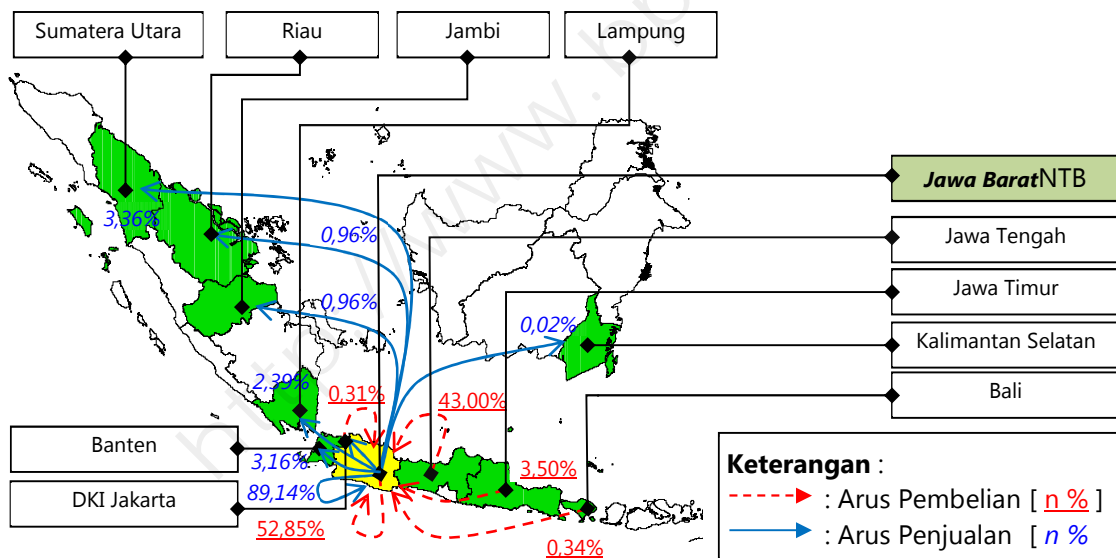 Sumatera Utara
Riau
Jambi
Lampung
Jawa BaratNTB
Jawa Tengah
Jawa Timur
Kalimantan Selatan
Bali
3,36%
0,96%
0,96%
0,02%
2,39%
0,31%
43,00%
Banten
3,16%
3,50%
DKI Jakarta
89,14%
52,85%
0,34%
Keterangan :
: Arus Pembelian [ n % ]
: Arus Penjualan [ n %
http://www.b